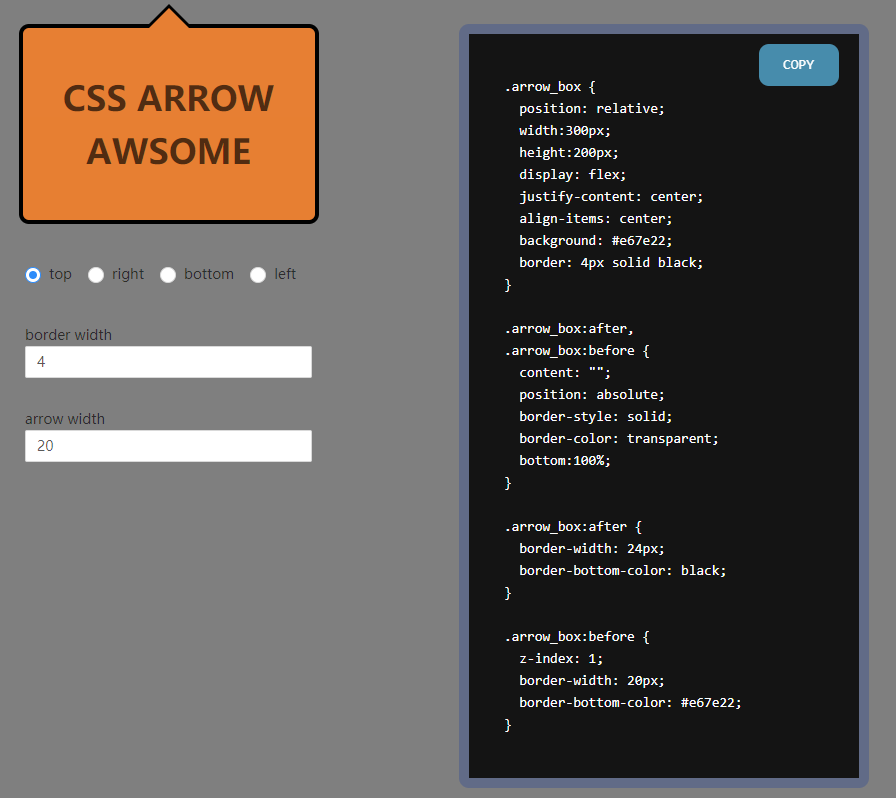 CSS ARROW
AWSOME
top right bottom left
border width
4
arrow width
20
COPY
.arrow_box {
  position: relative;
  width:300px;
  height:200px;
  display: flex;
  justify-content: center;
  align-items: center;
  background: #e67e22;
  border: 4px solid black;
}
.arrow_box:after,
.arrow_box:before {
  content: "";
  position: absolute;
  border-style: solid;
  border-color: transparent;
  bottom:100%;
}
.arrow_box:after {
  border-width: 24px;
  border-bottom-color: black;
}
.arrow_box:before {
  z-index: 1;
  border-width: 20px;
  border-bottom-color: #e67e22;
}